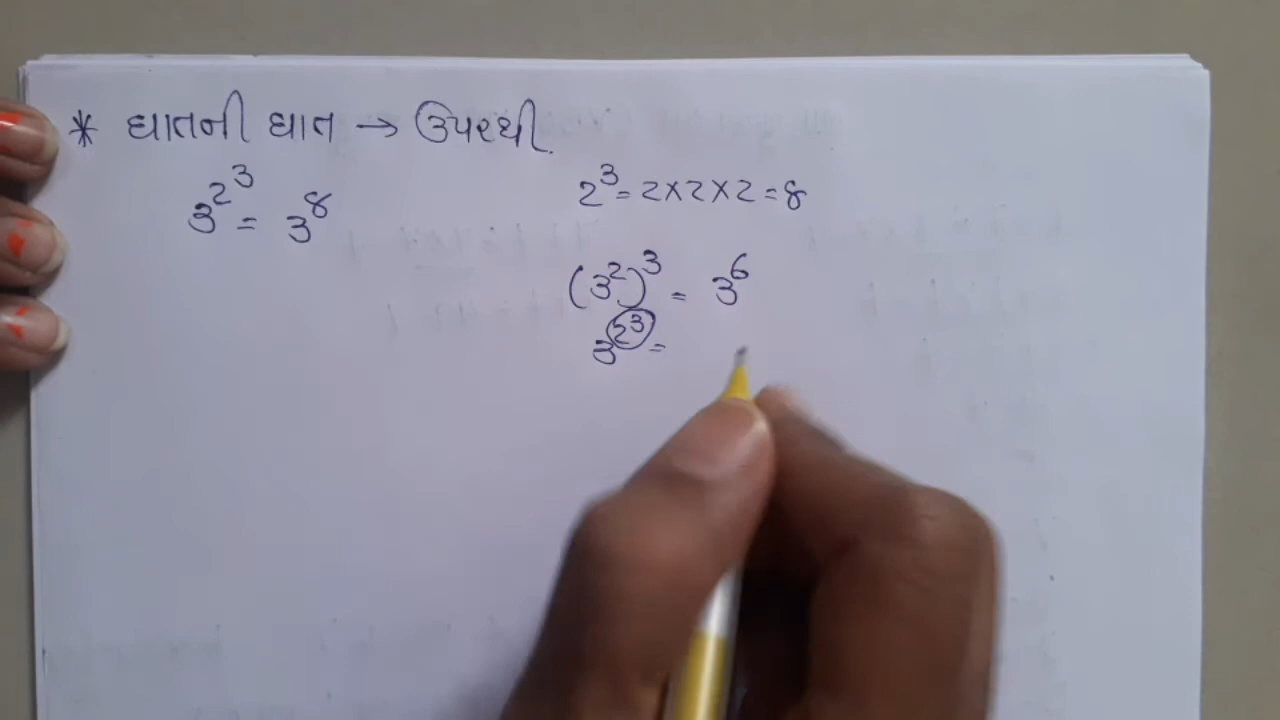 * ઘાતની ઘાત → ઉપરથી.
3^2^3 = 3^8
2^3 = 2×2×2 = 8
(3^2)^3 = 3^6
3^2^3 =